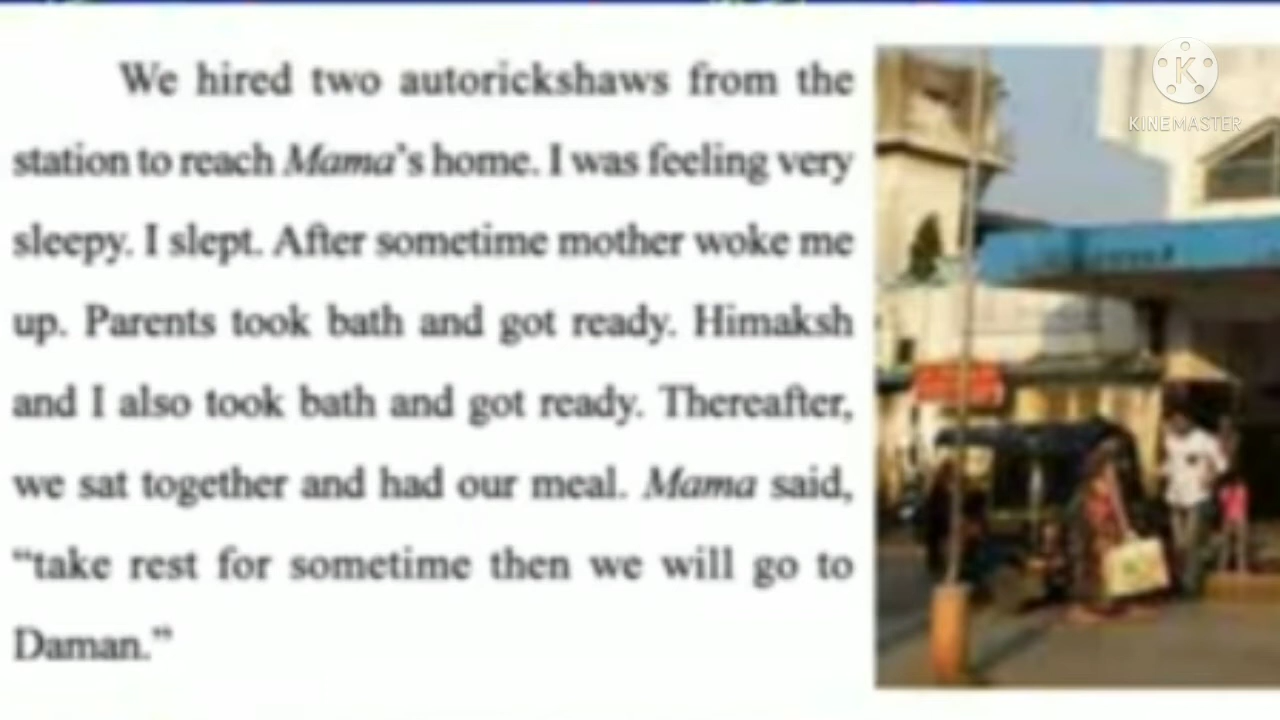 We hired two autorickshaws from the
station to reach Mama's home. I was feeling very
sleepy. I slept. After sometime mother woke me
up. Parents took bath and got ready. Himaksh
and I also took bath and got ready. Thereafter,
we sat together and had our meal. Mama said,
“take rest for sometime then we will go to
Daman.”
KINEMASTER